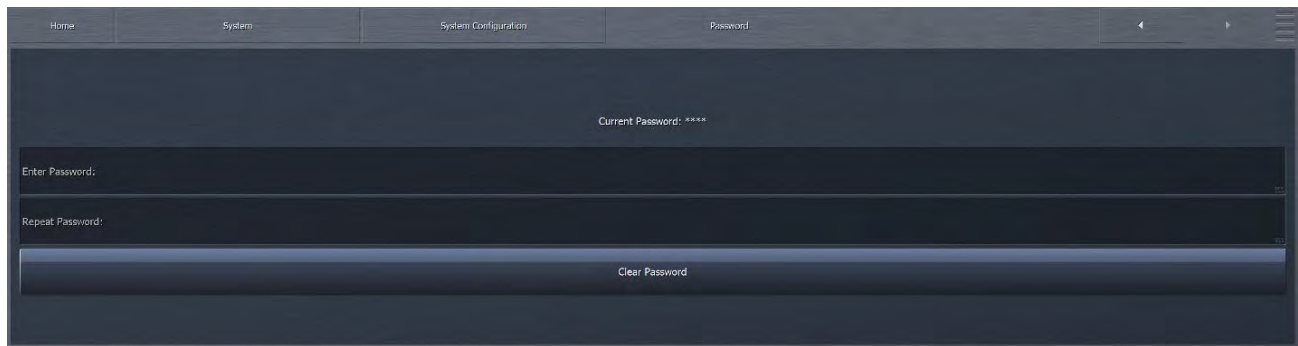 Home System System Configuration Password
Current Password: ****
Enter Password:
Repeat Password:
Clear Password